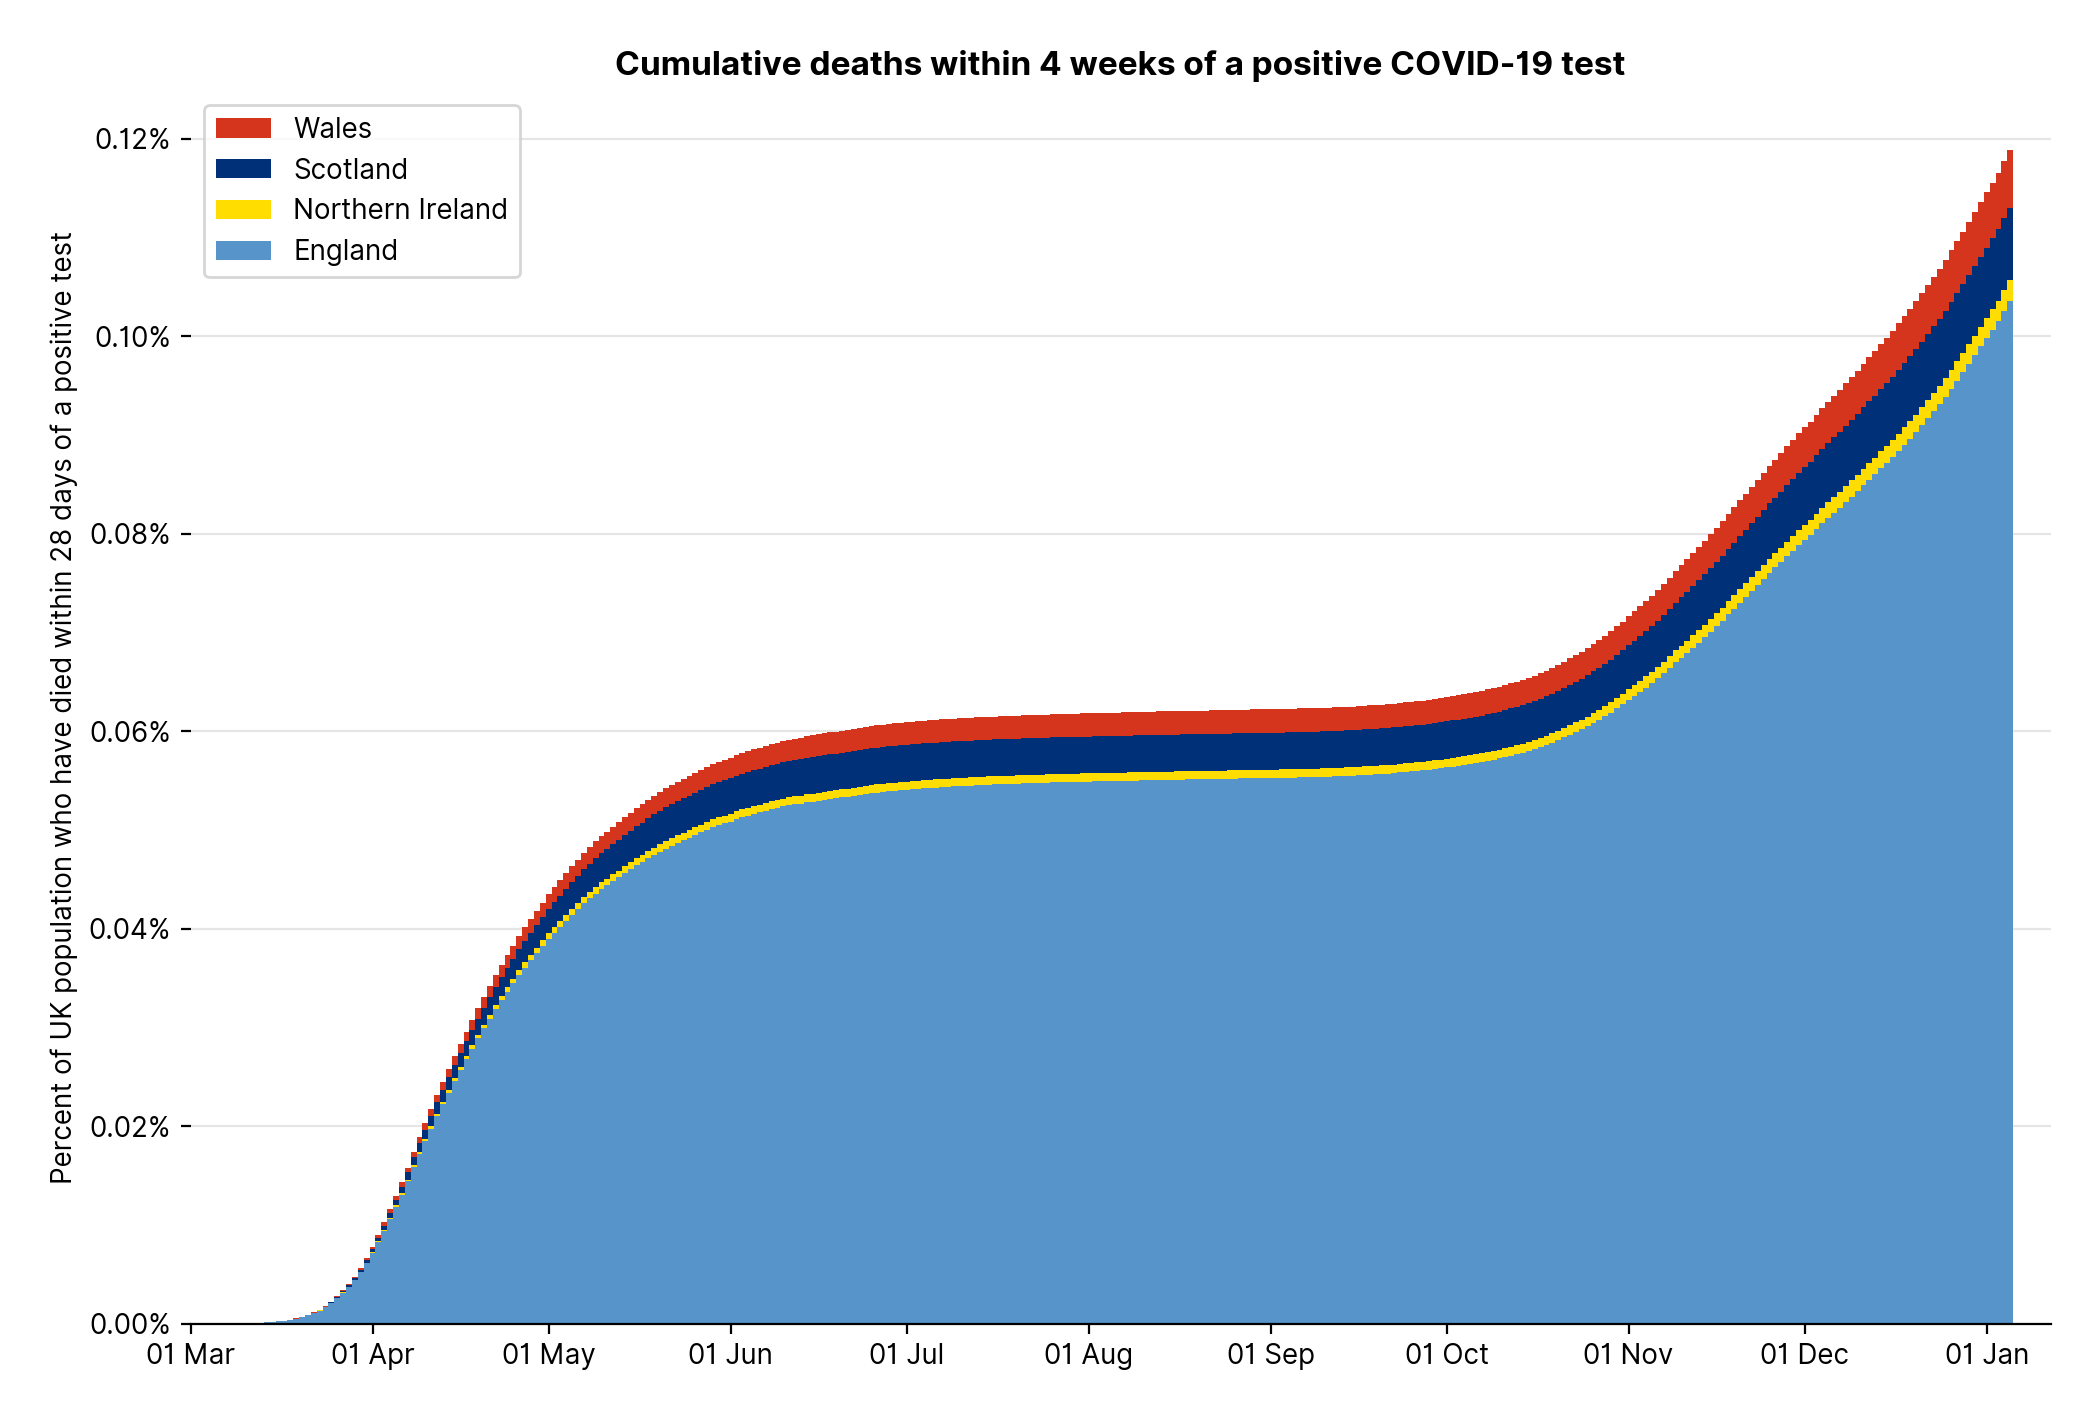 Cumulative deaths within 4 weeks of a positive COVID-19 test
Wales
Scotland
Northern Ireland
England
Percent of UK population who have died within 28 days of a positive test
0.12%
0.10%
0.08%
0.06%
0.04%
0.02%
0.00%
01 Mar
01 Apr
01 May
01 Jun
01 Jul
01 Aug
01 Sep
01 Oct
01 Nov
01 Dec
01 Jan